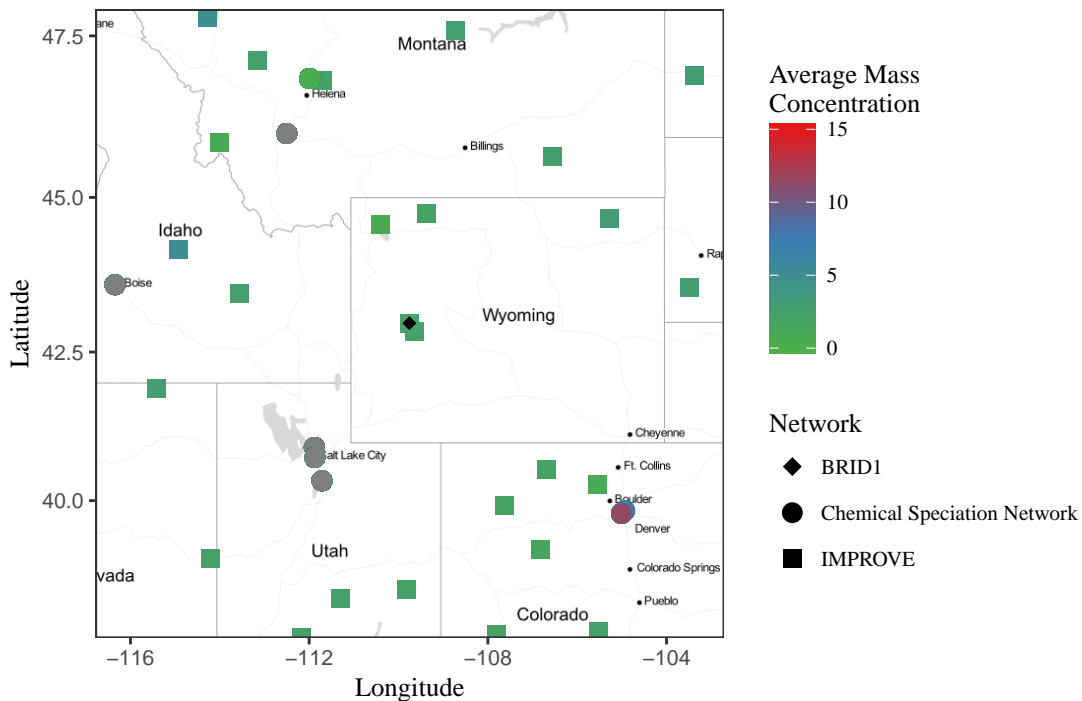 ane
Montana
Helena
Billings
Idaho
Boise
Rap
Wyoming
Cheyenne
alt Lake City
Ft. Collins
Boulder
Denver
Utah
vada
Colorado Springs
Pueblo
Colorado
47.5
45.0
42.5
40.0
Latitude
−116
−112
−108
−104
Longitude
Average Mass
Concentration
15
10
5
0
Network
BRID1
Chemical Speciation Network
IMPROVE